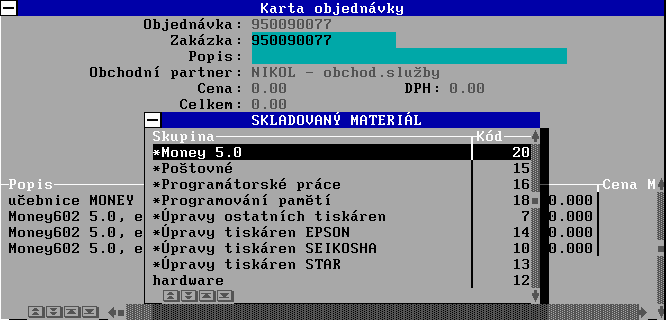 Karta objednávky
Objednávka: 950090077
Zakázka: 950090077
Popis:
Obchodní partner: NIKOL - obchod.služby
Cena: 0.00 DPH: 0.00
Celkem: 0.00
SKLADOVANÝ MATERIÁL
Skupina Kód
*Money 5.0 20
*Poštovné 15
*Programátorské práce 16
*Programování pamětí 18
*Úpravy ostatních tiskáren 7
*Úpravy tiskáren EPSON 14
*Úpravy tiskáren SEIKOSHA 10
*Úpravy tiskáren STAR 13
hardware 12
Popis Cena M
učebnice MONEY 0.000
Money602 5.0, e 0.000
Money602 5.0, e 0.000
Money602 5.0, e 0.000